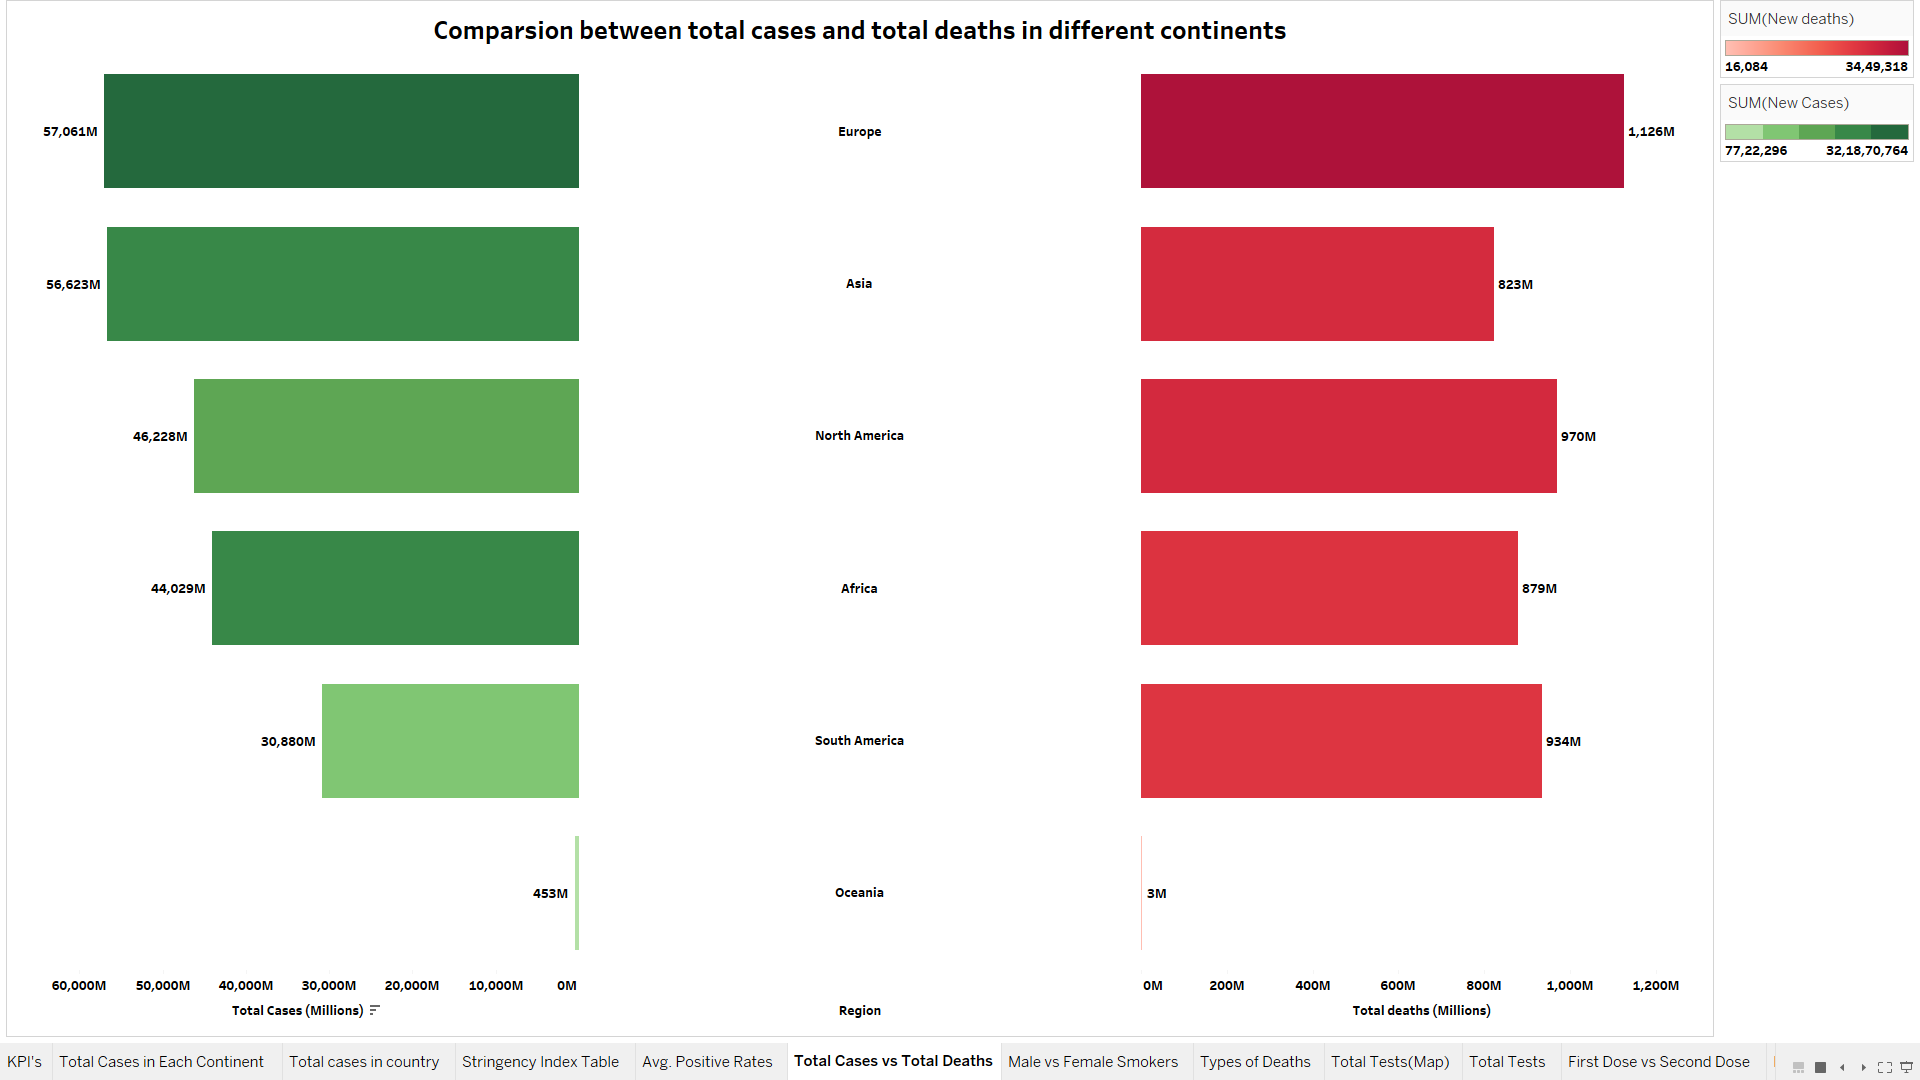 Comparsion between total cases and total deaths in different continents
57,061M Europe 1,126M
56,623M Asia 823M
46,228M North America 970M
44,029M Africa 879M
30,880M South America 934M
453M Oceania 3M
60,000M 50,000M 40,000M 30,000M 20,000M 10,000M 0M 0M 200M 400M 600M 800M 1,000M 1,200M
Total Cases (Millions) Region Total deaths (Millions)
SUM(New deaths)
16,084 34,49,318
SUM(New Cases)
77,22,296 32,18,70,764
KPI's Total Cases in Each Continent Total cases in country Stringency Index Table Avg. Positive Rates Total Cases vs Total Deaths Male vs Female Smokers Types of Deaths Total Tests(Map) Total Tests First Dose vs Second Dose